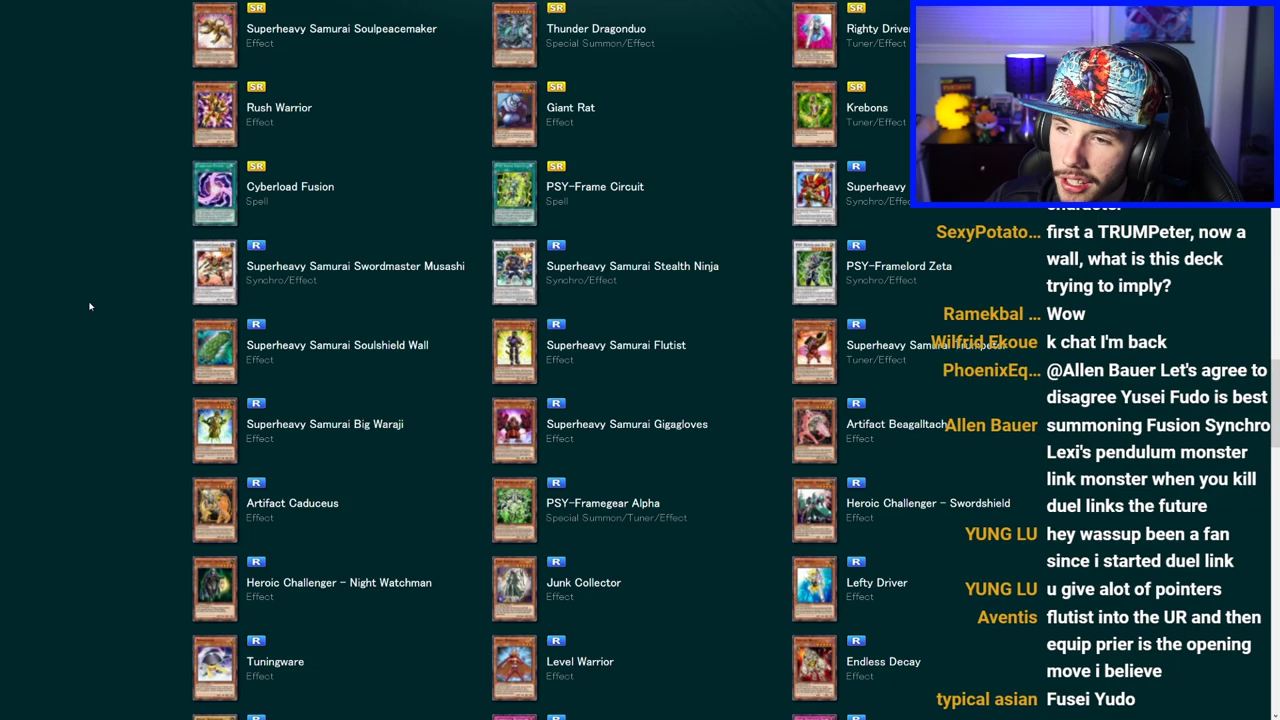 SR SR SR
Superheavy Samurai Soulpeacemaker Thunder Dragonduo Righty Drive
Effect Special Summon/Effect Tuner/Effect
SR SR SR
Rush Warrior Giant Rat Krebons
Effect Effect Tuner/Effect
SR SR R
Cyberload Fusion PSY-Frame Circuit Superheavy
Spell Spell Synchro/Effe
R R R
Superheavy Samurai Swordmaster Musashi Superheavy Samurai Stealth Ninja PSY-Framelord Zeta
Synchro/Effect Synchro/Effect Synchro/Effect
R R R
Superheavy Samurai Soulshield Wall Superheavy Samurai Flutist Superheavy Samurai
Effect Effect Tuner/Effect
R R R
Superheavy Samurai Big Waraji Superheavy Samurai Gigagloves Artifact Beagalltach
Effect Effect Effect
R R R
Artifact Caduceus PSY-Framegear Alpha Heroic Challenger - Swordshield
Effect Special Summon/Tuner/Effect Effect
R R R
Heroic Challenger - Night Watchman Junk Collector Lefty Driver
Effect Effect Effect
R R R
Tuningware Level Warrior Endless Decay
Effect Effect Effect
SexyPotato... first a TRUMPeter, now a
wall, what is this deck
trying to imply?
Ramekbal ... Wow
Wilfrid Ekoue k chat I'm back
PhoenixEq... @Allen Bauer Let's agree to
disagree Yusei Fudo is best
Allen Bauer summoning Fusion Synchro
Lexi's pendulum monster
link monster when you kill
duel links the future
YUNG LU hey wassup been a fan
since i started duel link
YUNG LU u give alot of pointers
Aventis flutist into the UR and then
equip prier is the opening
move i believe
typical asian Fusei Yudo